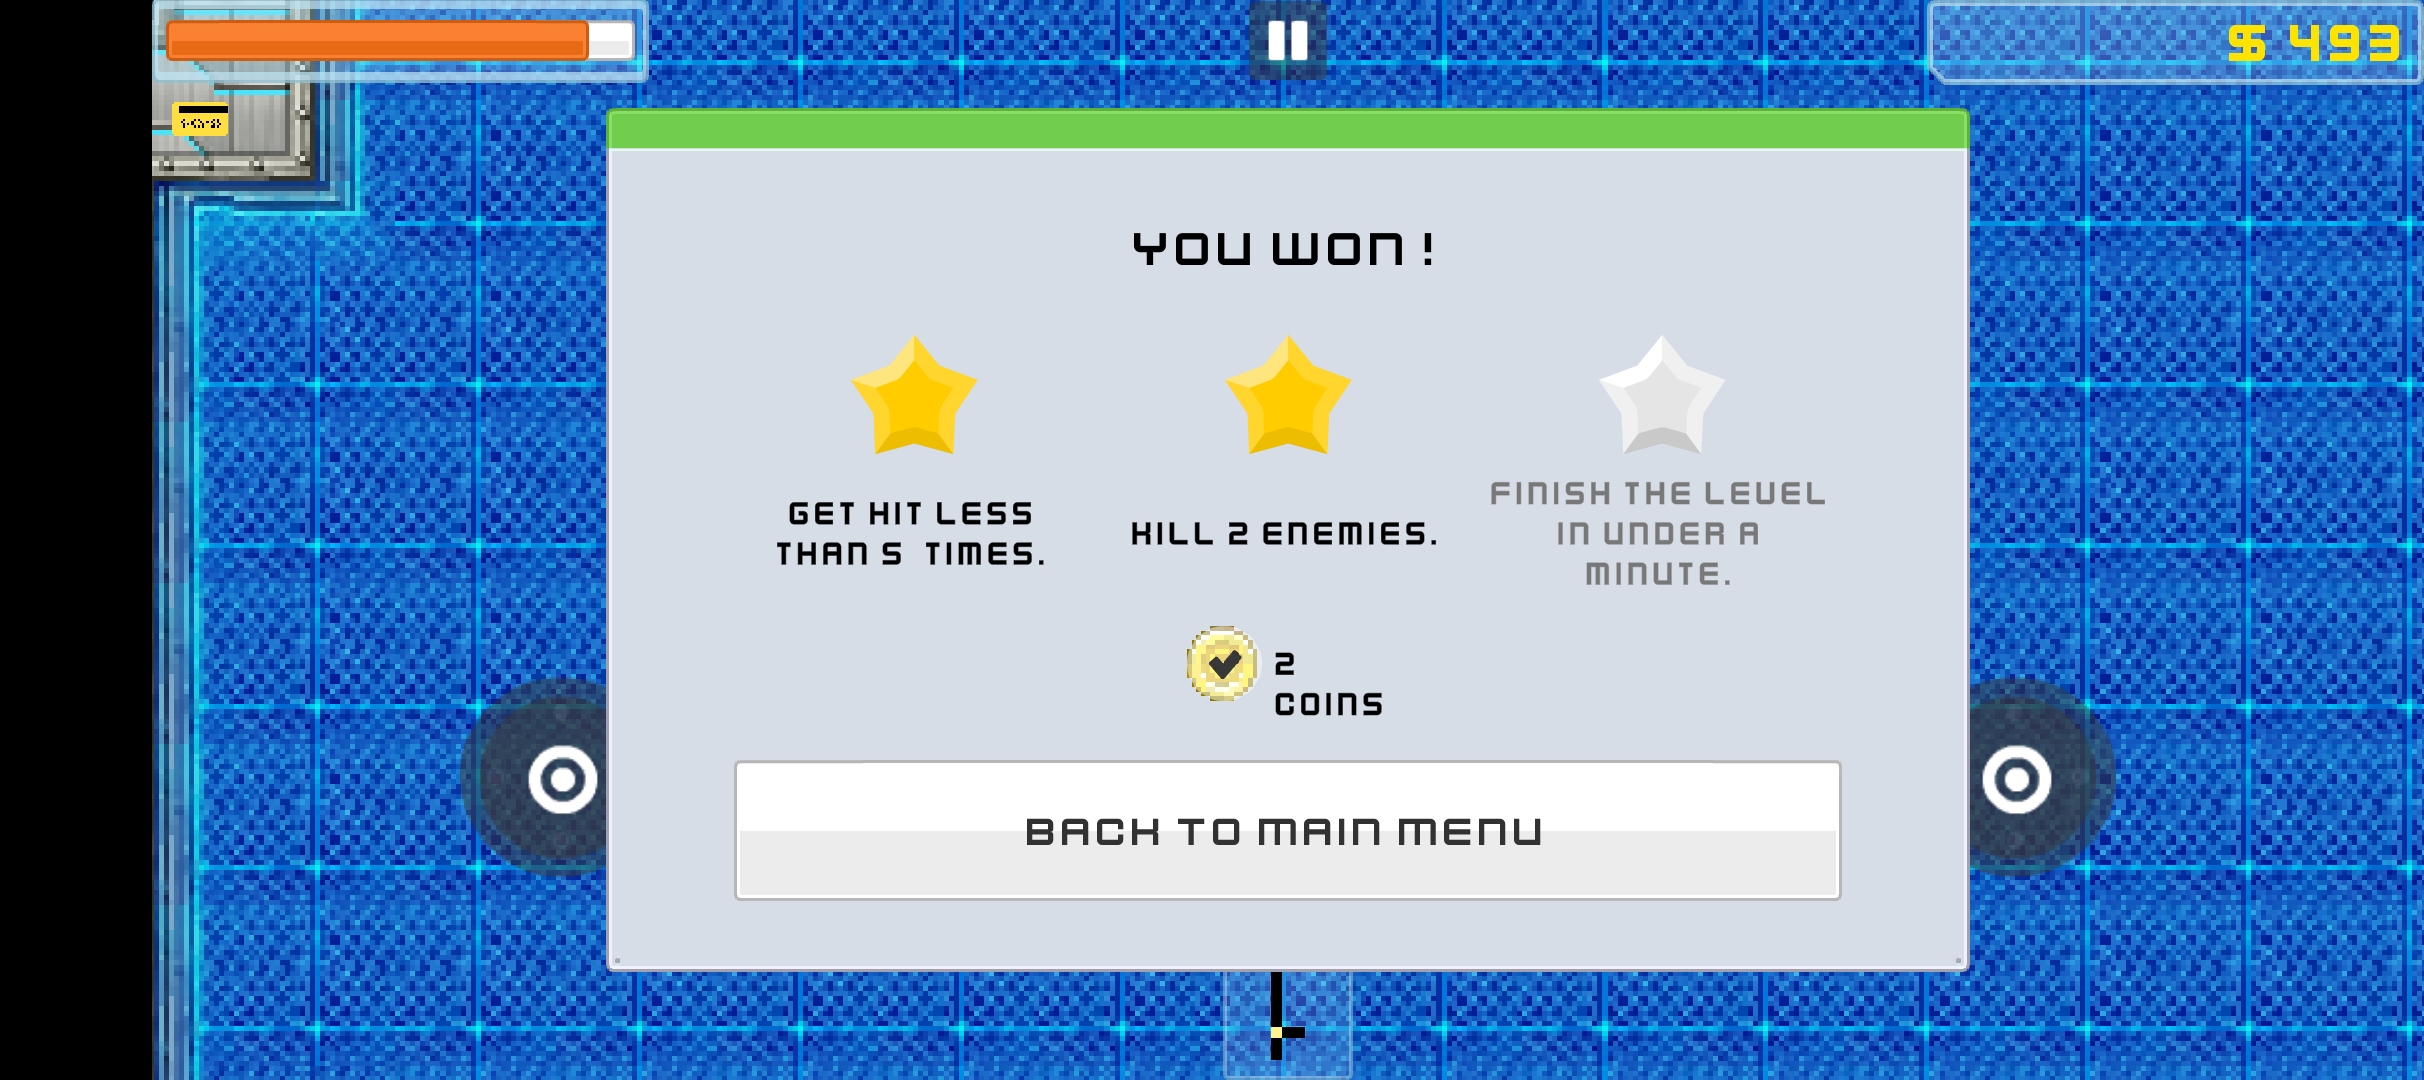 $ 493
YOU WON !
GET HIT LESS
THAN 5 TIMES.
KILL 2 ENEMIES.
FINISH THE LEVEL
IN UNDER A
MINUTE.
2
COINS
BACK TO MAIN MENU